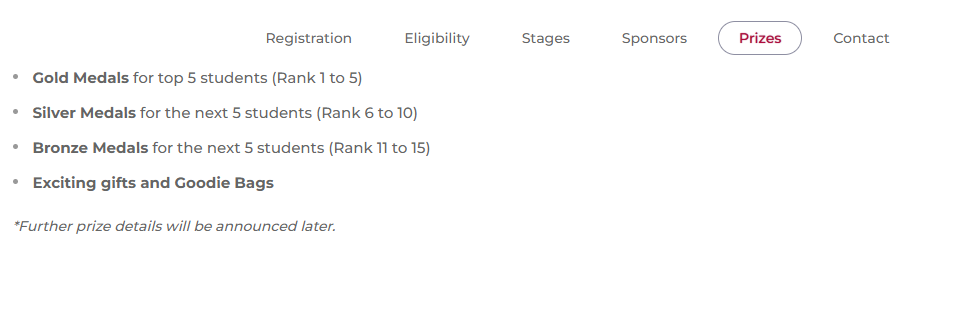 Registration Eligibility Stages Sponsors Prizes Contact
• Gold Medals for top 5 students (Rank 1 to 5)
• Silver Medals for the next 5 students (Rank 6 to 10)
• Bronze Medals for the next 5 students (Rank 11 to 15)
• Exciting gifts and Goodie Bags
*Further prize details will be announced later.